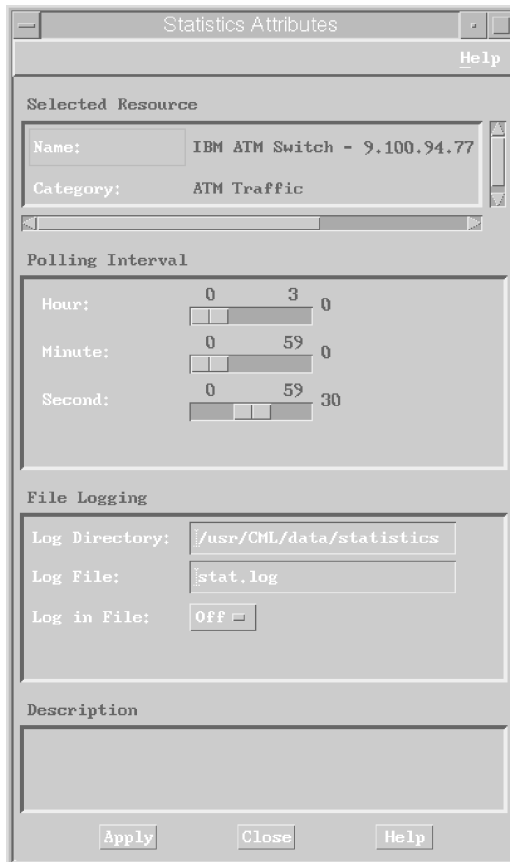 Statistics Attributes
Help
Selected Resource
Name: IBM ATM Switch - 9.100.94.77
Category: ATM Traffic
Polling Interval
0 3
Hour: 0
0 59
Minute: 0
0 59
Second: 30
File Logging
Log Directory: /usr/CML/data/statistics
Log File: stat.log
Log in File: Off
Description
Apply Close Help